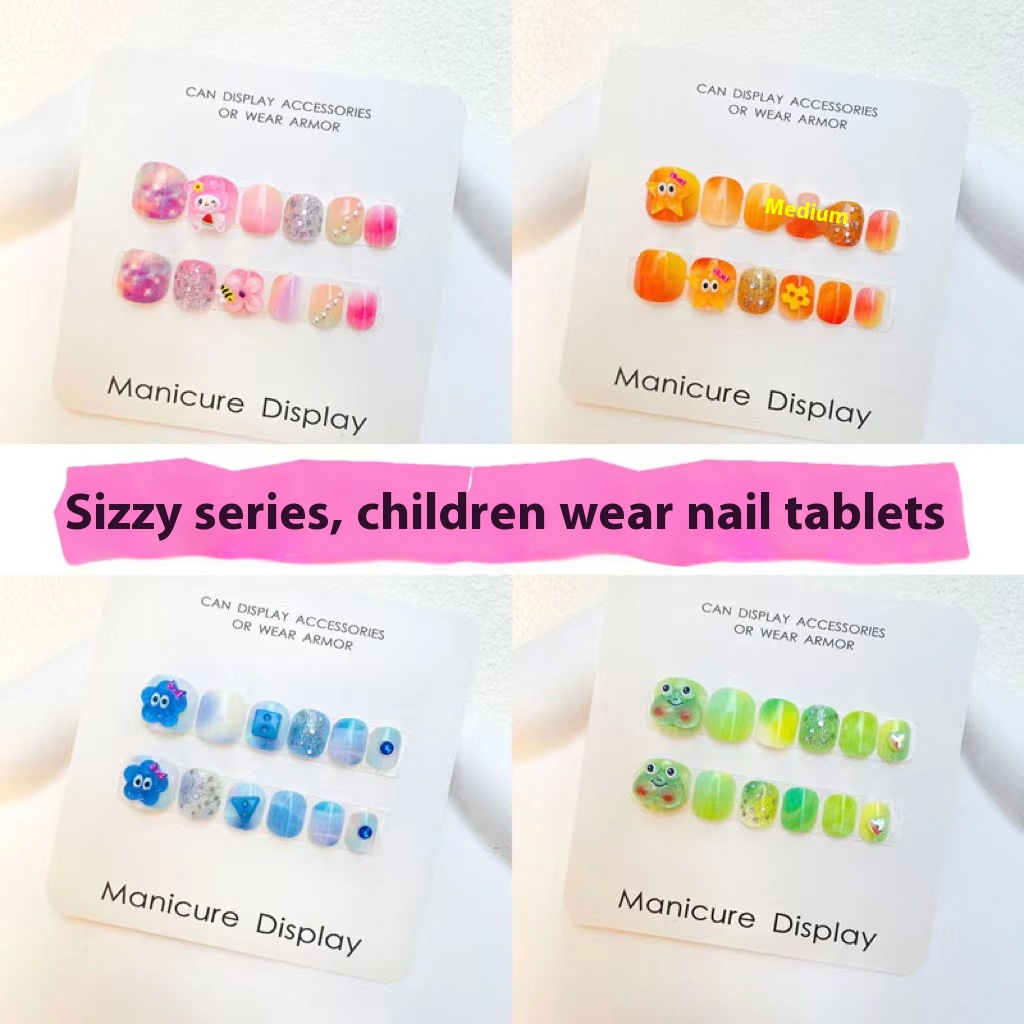 CAN DISPLAY ACCESSORIES
OR WEAR ARMOR
Manicure Display
CAN DISPLAY ACCESSORIES
OR WEAR ARMOR
Medium
Manicure Display
Sizzy series, children wear nail tablets
CAN DISPLAY ACCESSORIES
OR WEAR ARMOR
Manicure Display
CAN DISPLAY ACCESSORIES
OR WEAR ARMOR
Manicure Display